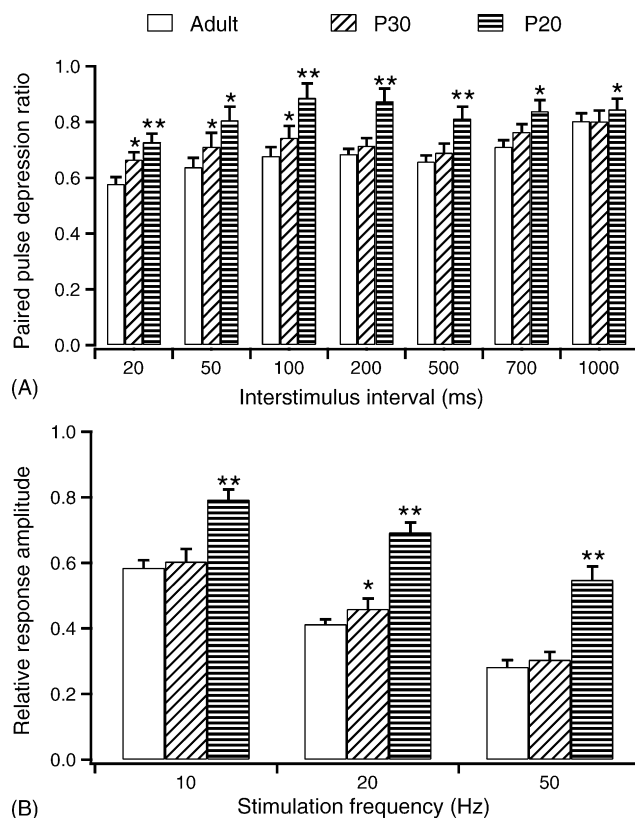 Adult P30 P20
Paired pulse depression ratio
1.0
0.8
0.6
0.4
0.2
0.0
* ** * * * ** ** ** * *
20 50 100 200 500 700 1000
(A) Interstimulus interval (ms)
Relative response amplitude
1.0
0.8
0.6
0.4
0.2
0.0
** * ** **
10 20 50
(B) Stimulation frequency (Hz)